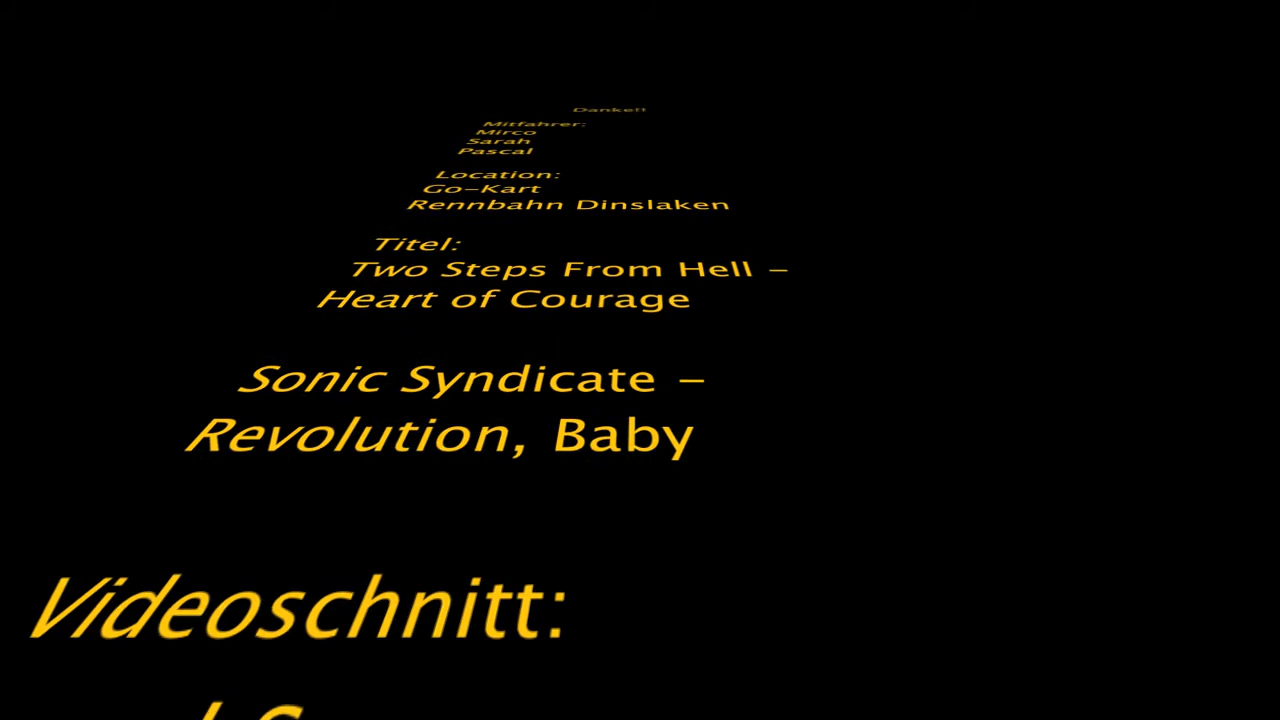 Danke!!
Mitfahrer:
Mirco
Sarah
Pascal
Location:
Go-Kart
Rennbahn Dinslaken
Titel:
Two Steps From Hell -
Heart of Courage
Sonic Syndicate -
Revolution, Baby
Videoschnitt: